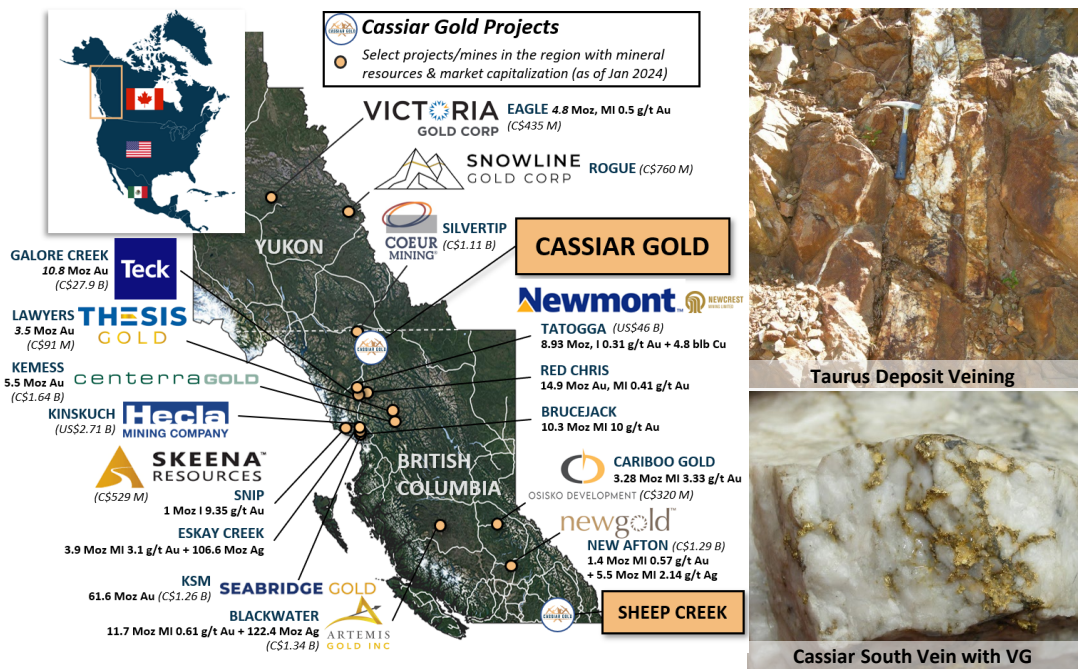 CASSIAR GOLD
Cassiar Gold Projects
Select projects/mines in the region with mineral
resources & market capitalization (as of Jan 2024)
VICTORIA
GOLD CORP
EAGLE 4.8 Moz, MI 0.5 g/t Au
(C$435 M)
SNOWLINE
GOLD CORP
ROGUE (C$760 M)
COEUR
MINING®
SILVERTIP
(C$1.11 B)
YUKON
CASSIAR GOLD
GALORE CREEK
10.8 Moz Au
(C$27.9 B)
Teck
LAWYERS
3.5 Moz Au
(C$91 M)
THESIS
GOLD
KEMESS
5.5 Moz Au
(C$1.64 B)
centerraGOLD
KINSKUCH
(US$2.71 B)
Hecla
MINING COMPANY
SKEENA™
RESOURCES
(C$529 M)
SNIP
1 Moz I 9.35 g/t Au
ESKAY CREEK
3.9 Moz MI 3.1 g/t Au + 106.6 Moz Ag
KSM
61.6 Moz Au (C$1.26 B)
SEABRIDGE GOLD
BLACKWATER
11.7 Moz MI 0.61 g/t Au + 122.4 Moz Ag
(C$1.34 B)
ARTEMIS
GOLD INC
Newmont™
NEWCREST
TATOGGA (US$46 B)
8.93 Moz, I 0.31 g/t Au + 4.8 blb Cu
CASSIAR GOLD
RED CHRIS
14.9 Moz Au, MI 0.41 g/t Au
BRUCEJACK
10.3 Moz MI 10 g/t Au
BRITISH
COLUMBIA
CARIBOO GOLD
3.28 Moz MI 3.33 g/t Au
OSISKO DEVELOPMENT (C$320 M)
newgold™
NEW AFTON (C$1.29 B)
1.4 Moz MI 0.57 g/t Au
+ 5.5 Moz MI 2.14 g/t Ag
CASSIAR GOLD
SHEEP CREEK
Taurus Deposit Veining
Cassiar South Vein with VG